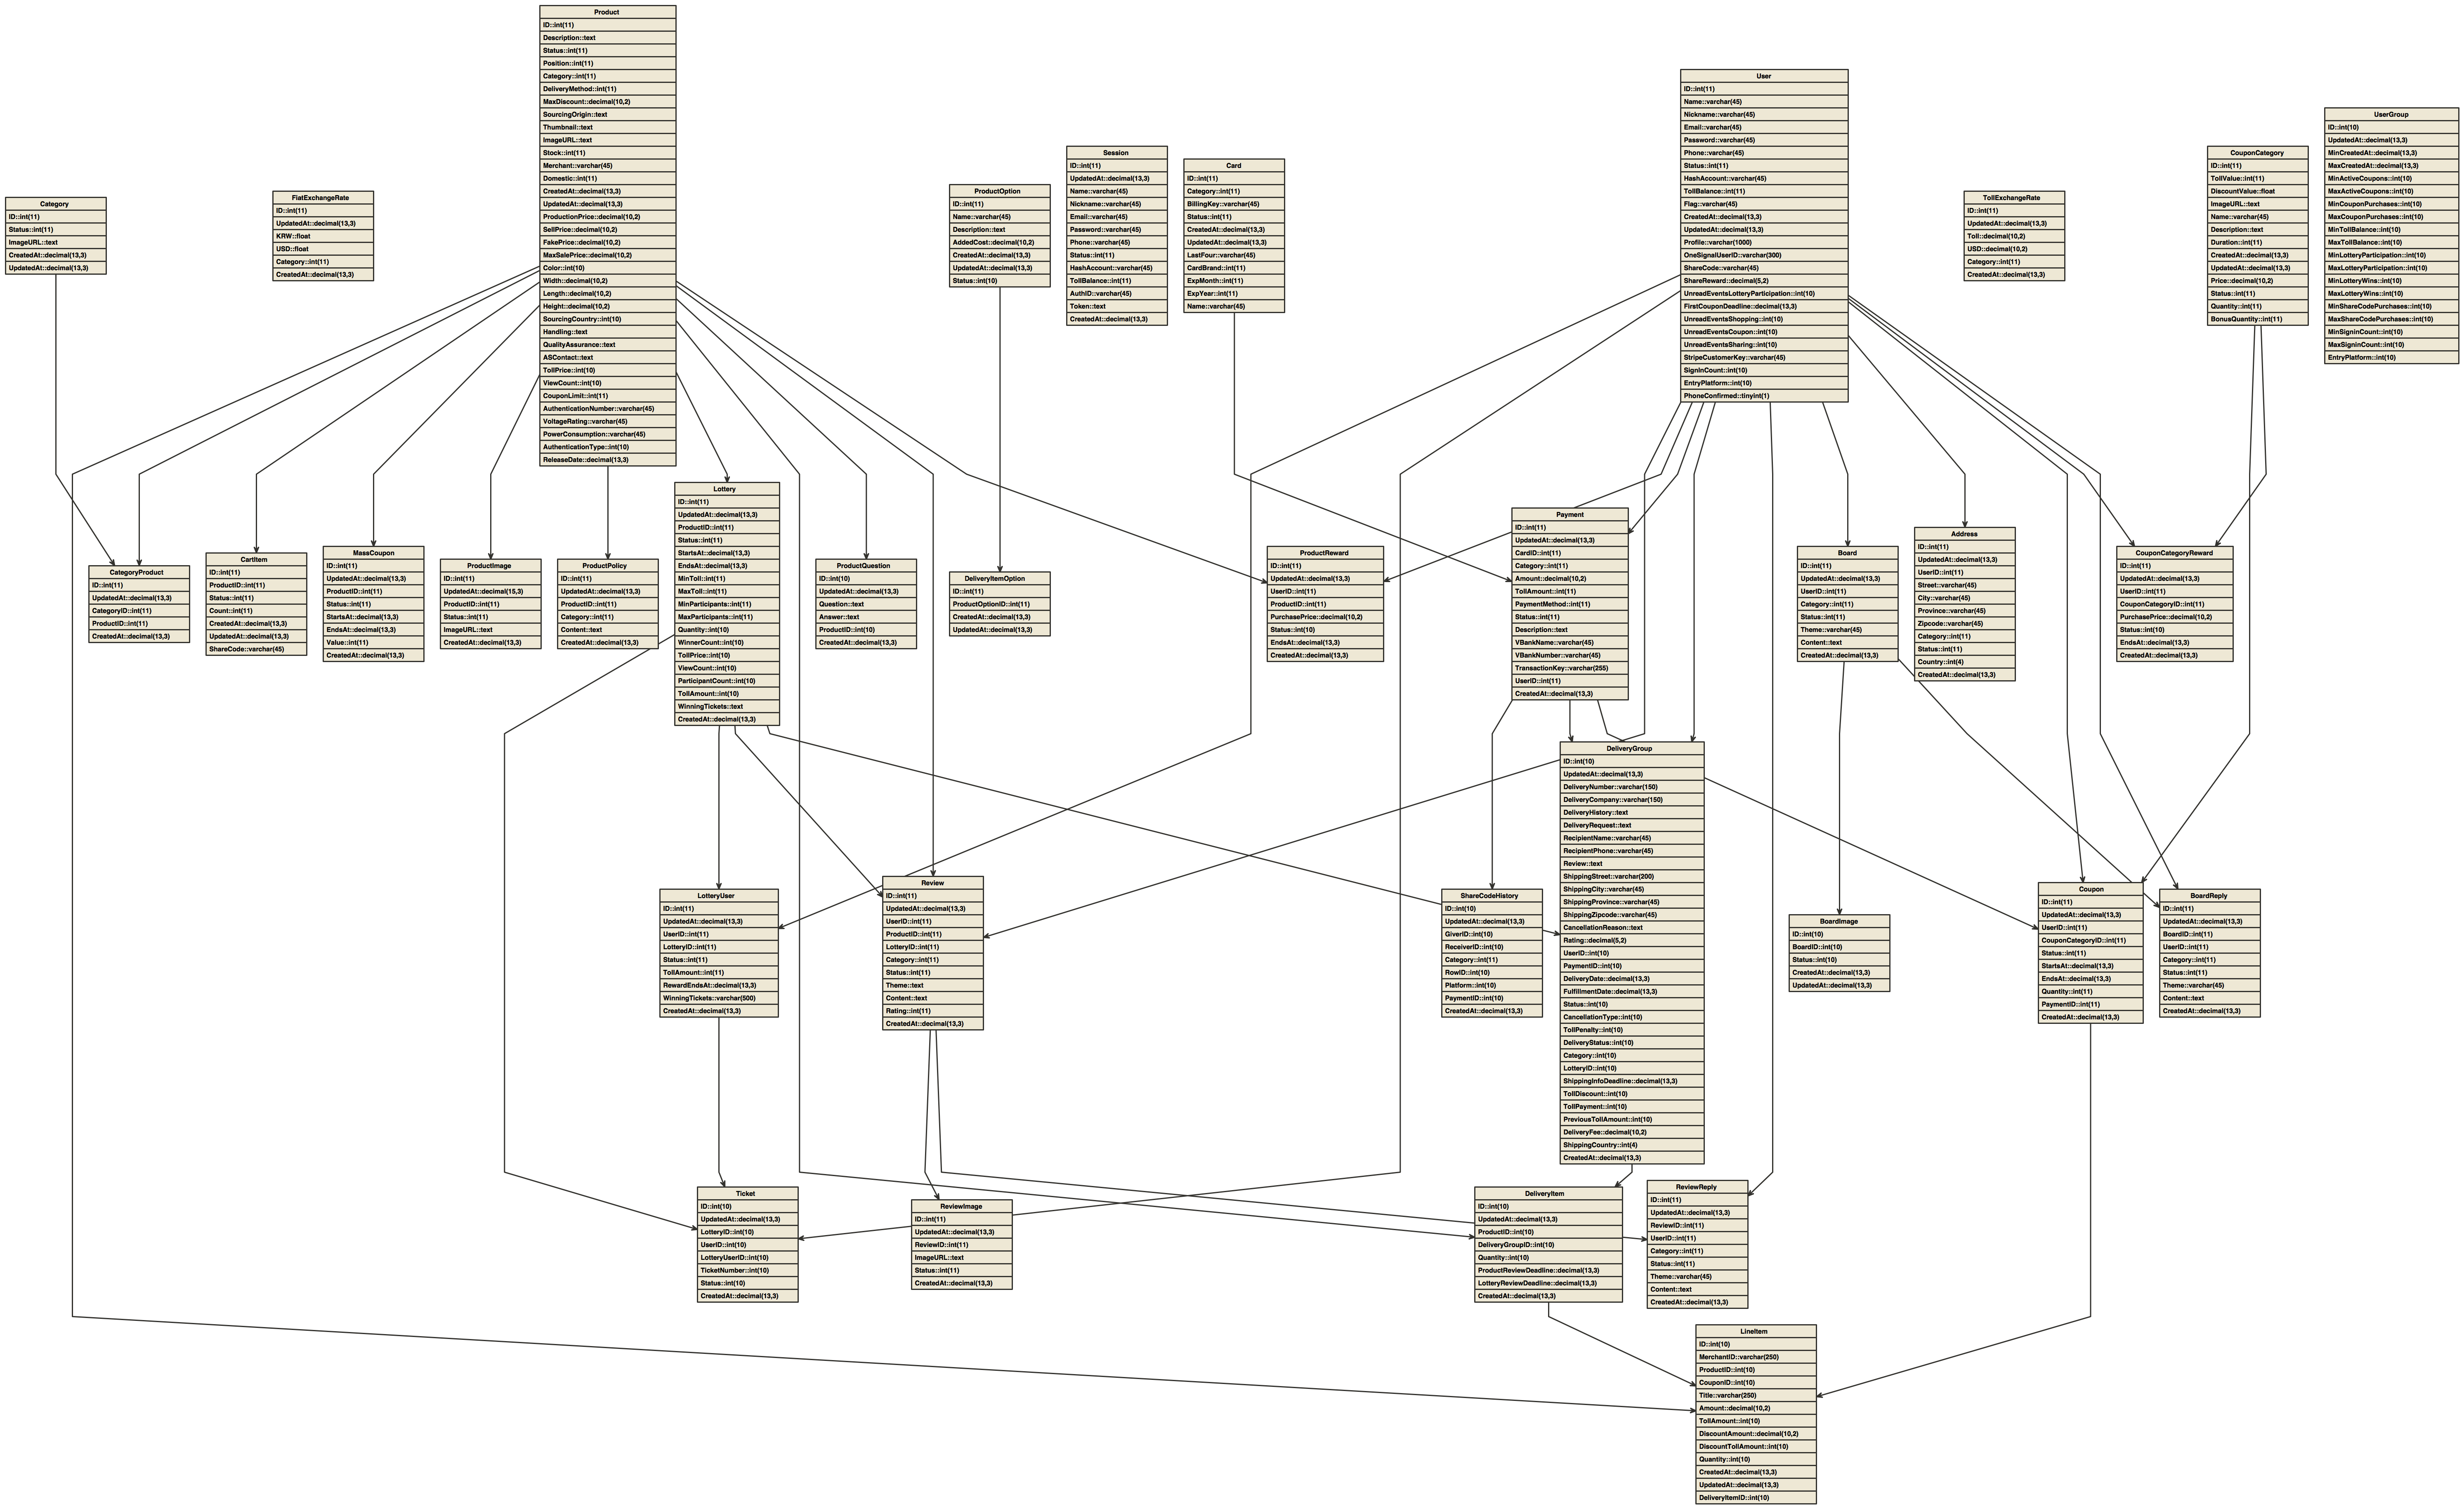 Product
ID::int(11)
Description::text
Status::int(11)
Position::int(11)
Category::int(11)
DeliveryMethod::int(11)
MaxDiscount::decimal(10,2)
SourcingOrigin::text
Thumbnail::text
ImageURL::text
Stock::int(11)
Merchant::varchar(45)
Domestic::int(11)
CreatedAt::decimal(13,3)
UpdatedAt::decimal(13,3)
ProductionPrice::decimal(10,2)
SellPrice::decimal(10,2)
FakePrice::decimal(10,2)
MaxSalePrice::decimal(10,2)
Color::int(10)
Width::decimal(10,2)
Length::decimal(10,2)
Height::decimal(10,2)
SourcingCountry::int(10)
Handling::text
QualityAssurance::text
ASContact::text
TollPrice::int(10)
ViewCount::int(10)
CouponLimit::int(11)
AuthenticationNumber::varchar(45)
VoltageRating::varchar(45)
PowerConsumption::varchar(45)
AuthenticationType::int(10)
ReleaseDate::decimal(13,3)
User
ID::int(11)
Name::varchar(45)
Nickname::varchar(45)
Email::varchar(45)
Password::varchar(45)
Phone::varchar(45)
Status::int(11)
HashAccount::varchar(45)
TollBalance::int(11)
Flag::varchar(45)
CreatedAt::decimal(13,3)
UpdatedAt::decimal(13,3)
Profile::varchar(1000)
OneSignalUserID::varchar(300)
ShareCode::varchar(45)
ShareReward::decimal(5,2)
UnreadEventsLotteryParticipation::int(10)
FirstCouponDeadline::decimal(13,3)
UnreadEventsShopping::int(10)
UnreadEventsCoupon::int(10)
UnreadEventsSharing::int(10)
StripeCustomerKey::varchar(45)
SignInCount::int(10)
EntryPlatform::int(10)
PhoneConfirmed::tinyint(1)
UserGroup
ID::int(10)
UpdatedAt::decimal(13,3)
MinCreatedAt::decimal(13,3)
MaxCreatedAt::decimal(13,3)
MinActiveCoupons::int(10)
MaxActiveCoupons::int(10)
MinCouponPurchases::int(10)
MaxCouponPurchases::int(10)
MinTollBalance::int(10)
MaxTollBalance::int(10)
MinLotteryParticipation::int(10)
MaxLotteryParticipation::int(10)
MinLotteryWins::int(10)
MaxLotteryWins::int(10)
MinShareCodePurchases::int(10)
MaxShareCodePurchases::int(10)
MinSigninCount::int(10)
MaxSigninCount::int(10)
EntryPlatform::int(10)
Session
ID::int(11)
UpdatedAt::decimal(13,3)
Name::varchar(45)
Nickname::varchar(45)
Email::varchar(45)
Password::varchar(45)
Phone::varchar(45)
Status::int(11)
HashAccount::varchar(45)
TollBalance::int(11)
AuthID::varchar(45)
Token::text
CreatedAt::decimal(13,3)
CouponCategory
ID::int(11)
TollValue::int(11)
DiscountValue::float
ImageURL::text
Name::varchar(45)
Description::text
Duration::int(11)
CreatedAt::decimal(13,3)
UpdatedAt::decimal(13,3)
Price::decimal(10,2)
Status::int(11)
Quantity::int(11)
BonusQuantity::int(11)
Card
ID::int(11)
Category::int(11)
BillingKey::varchar(45)
Status::int(11)
CreatedAt::decimal(13,3)
UpdatedAt::decimal(13,3)
LastFour::varchar(45)
CardBrand::int(11)
ExpMonth::int(11)
ExpYear::int(11)
Name::varchar(45)
ProductOption
ID::int(11)
Name::varchar(45)
Description::text
AddedCost::decimal(10,2)
CreatedAt::decimal(13,3)
UpdatedAt::decimal(13,3)
Status::int(10)
FiatExchangeRate
ID::int(11)
UpdatedAt::decimal(13,3)
KRW::float
USD::float
Category::int(11)
CreatedAt::decimal(13,3)
TollExchangeRate
ID::int(11)
UpdatedAt::decimal(13,3)
Toll::decimal(10,2)
USD::decimal(10,2)
Category::int(11)
CreatedAt::decimal(13,3)
Category
ID::int(11)
Status::int(11)
ImageURL::text
CreatedAt::decimal(13,3)
UpdatedAt::decimal(13,3)
CategoryProduct
ID::int(11)
UpdatedAt::decimal(13,3)
CategoryID::int(11)
ProductID::int(11)
CreatedAt::decimal(13,3)
CartItem
ID::int(11)
ProductID::int(11)
Status::int(11)
Count::int(11)
CreatedAt::decimal(13,3)
UpdatedAt::decimal(13,3)
ShareCode::varchar(45)
MassCoupon
ID::int(11)
UpdatedAt::decimal(13,3)
ProductID::int(11)
Status::int(11)
StartsAt::decimal(13,3)
EndsAt::decimal(13,3)
Value::int(11)
CreatedAt::decimal(13,3)
ProductImage
ID::int(11)
UpdatedAt::decimal(15,3)
ProductID::int(11)
Status::int(11)
ImageURL::text
CreatedAt::decimal(13,3)
ProductPolicy
ID::int(11)
UpdatedAt::decimal(13,3)
ProductID::int(11)
Category::int(11)
Content::text
CreatedAt::decimal(13,3)
Lottery
ID::int(11)
UpdatedAt::decimal(13,3)
ProductID::int(11)
Status::int(11)
StartsAt::decimal(13,3)
EndsAt::decimal(13,3)
MinToll::int(11)
MaxToll::int(11)
MinParticipants::int(11)
MaxParticipants::int(11)
Quantity::int(10)
WinnerCount::int(10)
TollPrice::int(10)
ViewCount::int(10)
ParticipantCount::int(10)
TollAmount::int(10)
WinningTickets::text
CreatedAt::decimal(13,3)
ProductQuestion
ID::int(10)
UpdatedAt::decimal(13,3)
Question::text
Answer::text
ProductID::int(10)
CreatedAt::decimal(13,3)
DeliveryItemOption
ID::int(11)
ProductOptionID::int(11)
CreatedAt::decimal(13,3)
UpdatedAt::decimal(13,3)
ProductReward
ID::int(11)
UpdatedAt::decimal(13,3)
UserID::int(11)
ProductID::int(11)
PurchasePrice::decimal(10,2)
Status::int(10)
EndsAt::decimal(13,3)
CreatedAt::decimal(13,3)
Payment
ID::int(11)
UpdatedAt::decimal(13,3)
CardID::int(11)
Category::int(11)
Amount::decimal(10,2)
TollAmount::int(11)
PaymentMethod::int(11)
Status::int(11)
Description::text
VBankName::varchar(45)
VBankNumber::varchar(45)
TransactionKey::varchar(255)
UserID::int(11)
CreatedAt::decimal(13,3)
Board
ID::int(11)
UpdatedAt::decimal(13,3)
UserID::int(11)
Category::int(11)
Status::int(11)
Theme::varchar(45)
Content::text
CreatedAt::decimal(13,3)
Address
ID::int(11)
UpdatedAt::decimal(13,3)
UserID::int(11)
Street::varchar(45)
City::varchar(45)
Province::varchar(45)
Zipcode::varchar(45)
Category::int(11)
Status::int(11)
Country::int(4)
CreatedAt::decimal(13,3)
CouponCategoryReward
ID::int(11)
UpdatedAt::decimal(13,3)
UserID::int(11)
CouponCategoryID::int(11)
PurchasePrice::decimal(10,2)
Status::int(10)
EndsAt::decimal(13,3)
CreatedAt::decimal(13,3)
LotteryUser
ID::int(11)
UpdatedAt::decimal(13,3)
UserID::int(11)
LotteryID::int(11)
Status::int(11)
TollAmount::int(11)
RewardEndsAt::decimal(13,3)
WinningTickets::varchar(500)
CreatedAt::decimal(13,3)
Review
ID::int(11)
UpdatedAt::decimal(13,3)
UserID::int(11)
ProductID::int(11)
LotteryID::int(11)
Category::int(11)
Status::int(11)
Theme::text
Content::text
Rating::int(11)
CreatedAt::decimal(13,3)
ShareCodeHistory
ID::int(10)
UpdatedAt::decimal(13,3)
GiverID::int(10)
ReceiverID::int(10)
Category::int(11)
RowID::int(10)
Platform::int(10)
PaymentID::int(10)
CreatedAt::decimal(13,3)
DeliveryGroup
ID::int(10)
UpdatedAt::decimal(13,3)
DeliveryNumber::varchar(150)
DeliveryCompany::varchar(150)
DeliveryHistory::text
DeliveryRequest::text
RecipientName::varchar(45)
RecipientPhone::varchar(45)
Review::text
ShippingStreet::varchar(200)
ShippingCity::varchar(45)
ShippingProvince::varchar(45)
ShippingZipcode::varchar(45)
CancellationReason::text
Rating::decimal(5,2)
UserID::int(10)
PaymentID::int(10)
DeliveryDate::decimal(13,3)
FulfillmentDate::decimal(13,3)
Status::int(10)
CancellationType::int(10)
TollPenalty::int(10)
DeliveryStatus::int(10)
Category::int(10)
LotteryID::int(10)
ShippingInfoDeadline::decimal(13,3)
TollDiscount::int(10)
TollPayment::int(10)
PreviousTollAmount::int(10)
DeliveryFee::decimal(10,2)
ShippingCountry::int(4)
CreatedAt::decimal(13,3)
BoardImage
ID::int(10)
BoardID::int(10)
Status::int(10)
CreatedAt::decimal(13,3)
UpdatedAt::decimal(13,3)
Coupon
ID::int(11)
UpdatedAt::decimal(13,3)
UserID::int(11)
CouponCategoryID::int(11)
Status::int(11)
StartsAt::decimal(13,3)
EndsAt::decimal(13,3)
Quantity::int(11)
PaymentID::int(11)
CreatedAt::decimal(13,3)
BoardReply
ID::int(11)
UpdatedAt::decimal(13,3)
BoardID::int(11)
UserID::int(11)
Category::int(11)
Status::int(11)
Theme::varchar(45)
Content::text
CreatedAt::decimal(13,3)
Ticket
ID::int(10)
UpdatedAt::decimal(13,3)
LotteryID::int(10)
UserID::int(10)
LotteryUserID::int(10)
TicketNumber::int(10)
Status::int(10)
CreatedAt::decimal(13,3)
ReviewImage
ID::int(11)
UpdatedAt::decimal(13,3)
ReviewID::int(11)
ImageURL::text
Status::int(11)
CreatedAt::decimal(13,3)
DeliveryItem
ID::int(10)
UpdatedAt::decimal(13,3)
ProductID::int(10)
DeliveryGroupID::int(10)
Quantity::int(10)
ProductReviewDeadline::decimal(13,3)
LotteryReviewDeadline::decimal(13,3)
CreatedAt::decimal(13,3)
ReviewReply
ID::int(11)
UpdatedAt::decimal(13,3)
ReviewID::int(11)
UserID::int(11)
Category::int(11)
Status::int(11)
Theme::varchar(45)
Content::text
CreatedAt::decimal(13,3)
LineItem
ID::int(10)
MerchantID::varchar(250)
ProductID::int(10)
CouponID::int(10)
Title::varchar(250)
Amount::decimal(10,2)
TollAmount::int(10)
DiscountAmount::decimal(10,2)
DiscountTollAmount::int(10)
Quantity::int(10)
CreatedAt::decimal(13,3)
UpdatedAt::decimal(13,3)
DeliveryItemID::int(10)